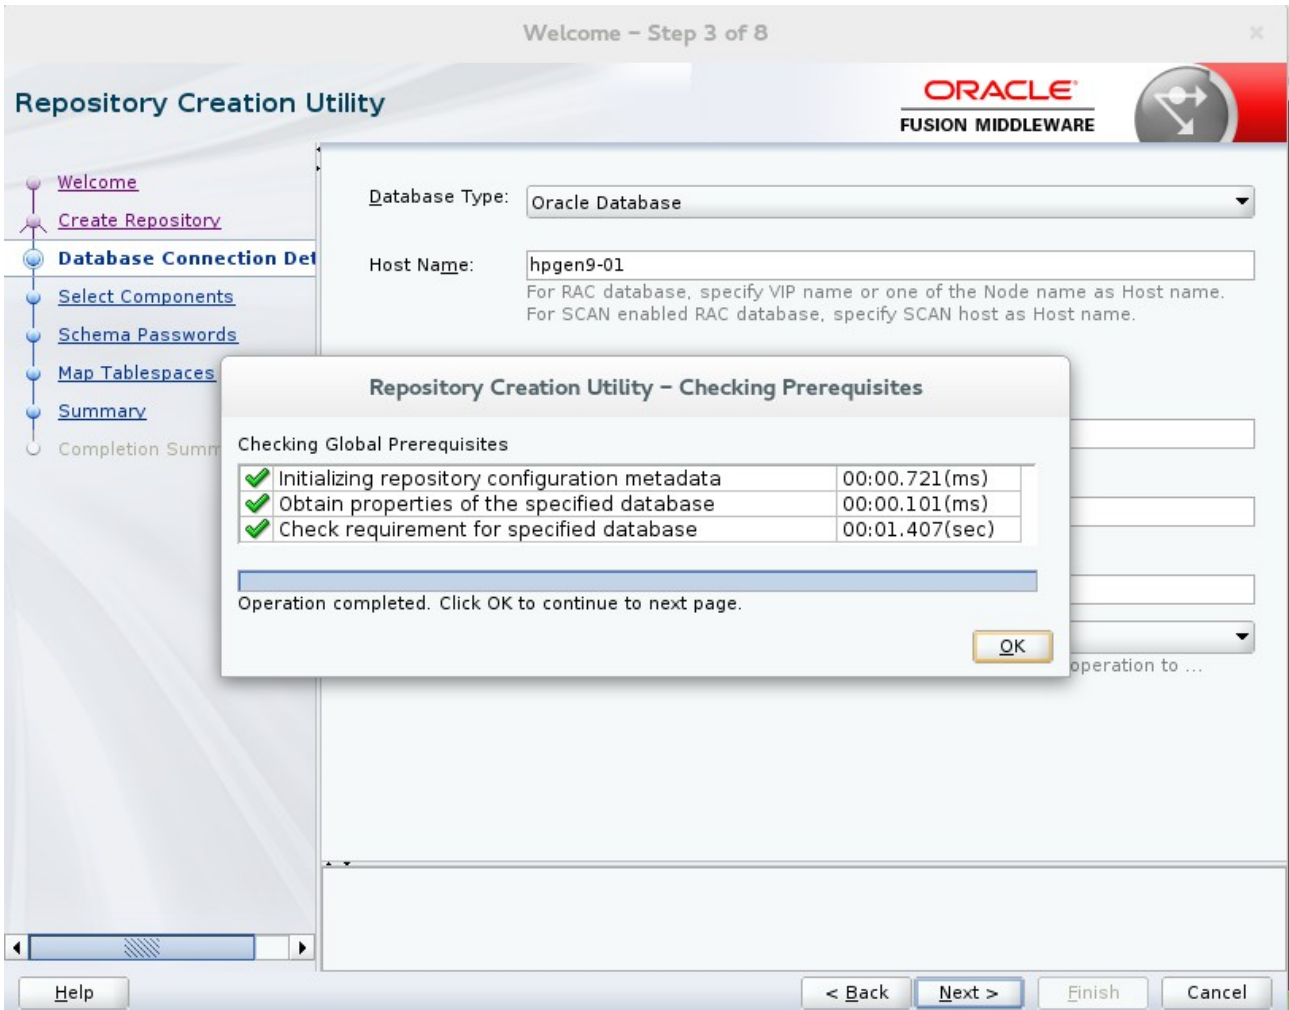 Welcome – Step 3 of 8
Repository Creation Utility
ORACLE
FUSION MIDDLEWARE
Welcome
Create Repository
Database Connection Det
Select Components
Schema Passwords
Map Tablespaces
Summary
Completion Summ
Database Type:
Oracle Database
Host Name:
hpgen9-01
For RAC database, specify VIP name or one of the Node name as Host name.
For SCAN enabled RAC database, specify SCAN host as Host name.
Repository Creation Utility – Checking Prerequisites
Checking Global Prerequisites
Initializing repository configuration metadata 00:00.721(ms)
Obtain properties of the specified database 00:00.101(ms)
Check requirement for specified database 00:01.407(sec)
Operation completed. Click OK to continue to next page.
OK
operation to ...
Help
< Back
Next >
Finish
Cancel